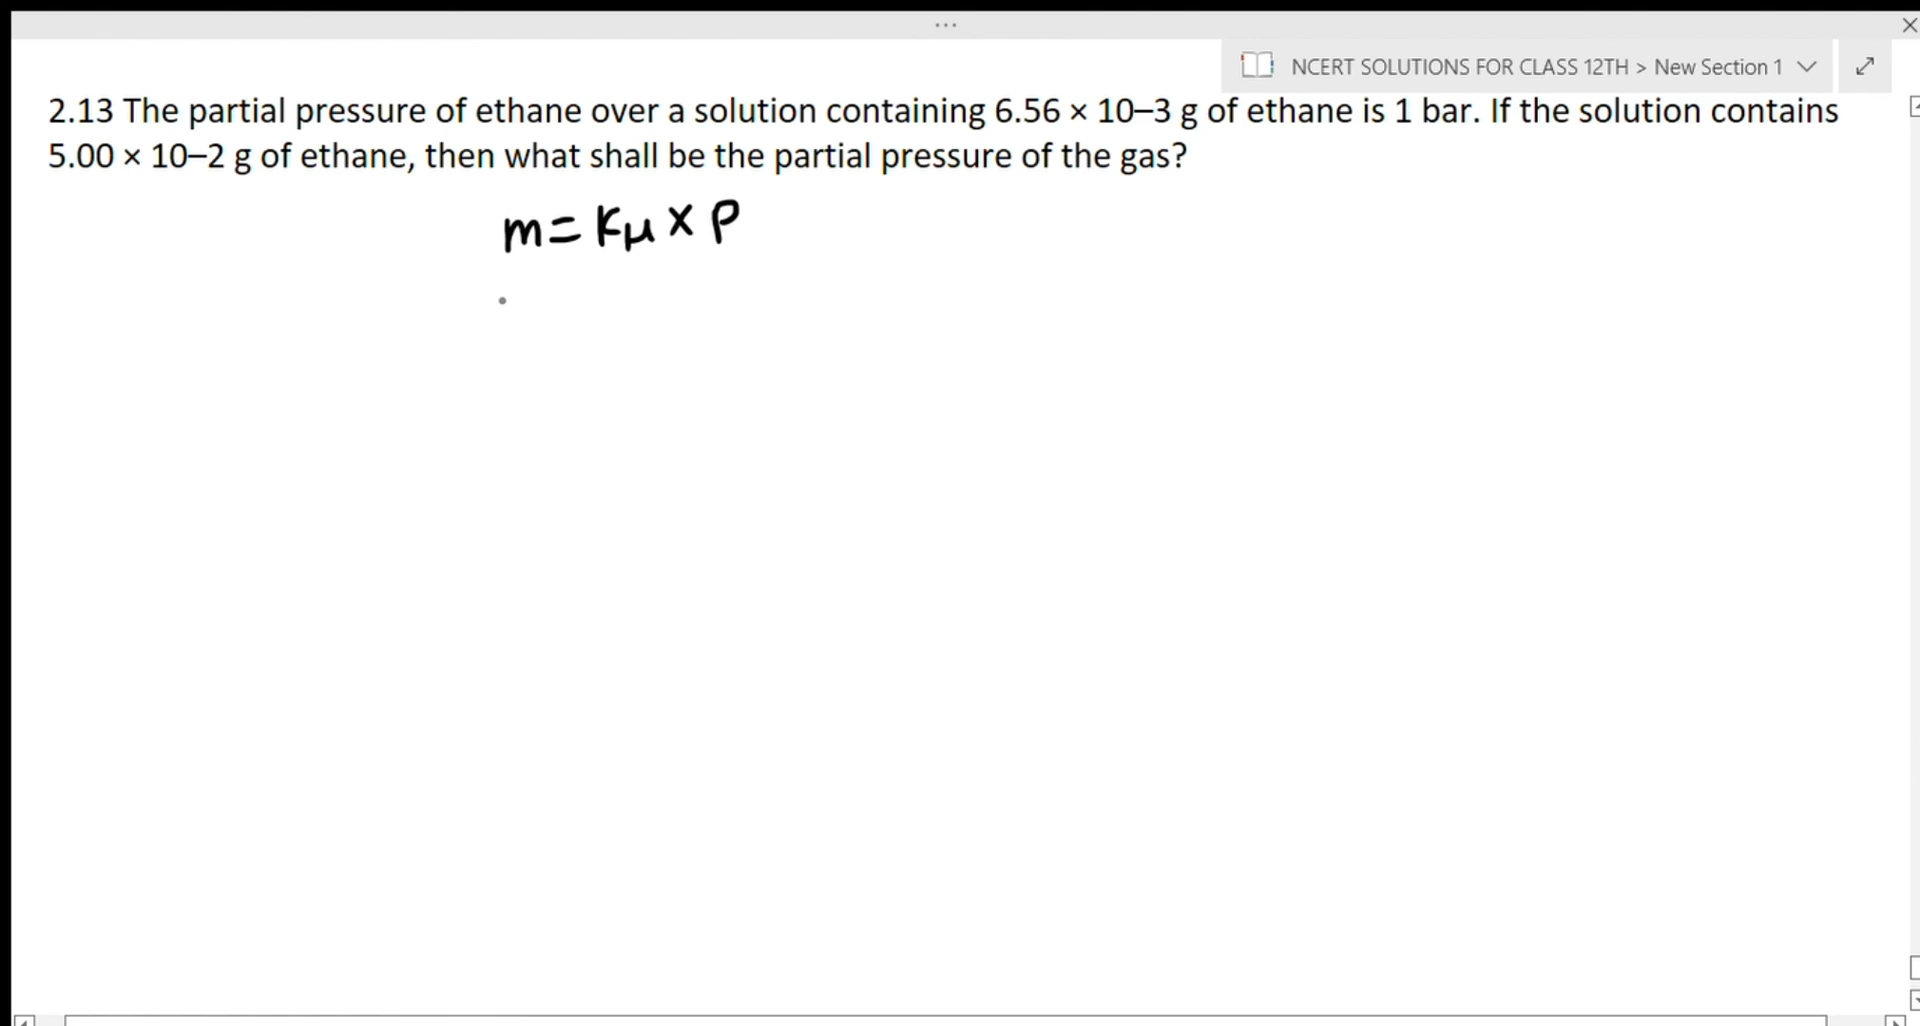 NCERT SOLUTIONS FOR CLASS 12TH > New Section 1
2.13 The partial pressure of ethane over a solution containing 6.56 × 10–3 g of ethane is 1 bar. If the solution contains
5.00 × 10–2 g of ethane, then what shall be the partial pressure of the gas?
m = Kμ × P